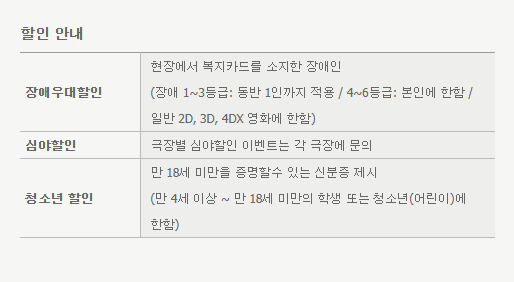 할인 안내
장애우대할인
현장에서 복지카드를 소지한 장애인
(장애 1~3등급: 동반 1인까지 적용 / 4~6등급: 본인에 한함 /
일반 2D, 3D, 4DX 영화에 한함)
심야할인
극장별 심야할인 이벤트는 각 극장에 문의
청소년 할인
만 18세 미만을 증명할수 있는 신분증 제시
(만 4세 이상 ~ 만 18세 미만의 학생 또는 청소년(어린이)에
한함)